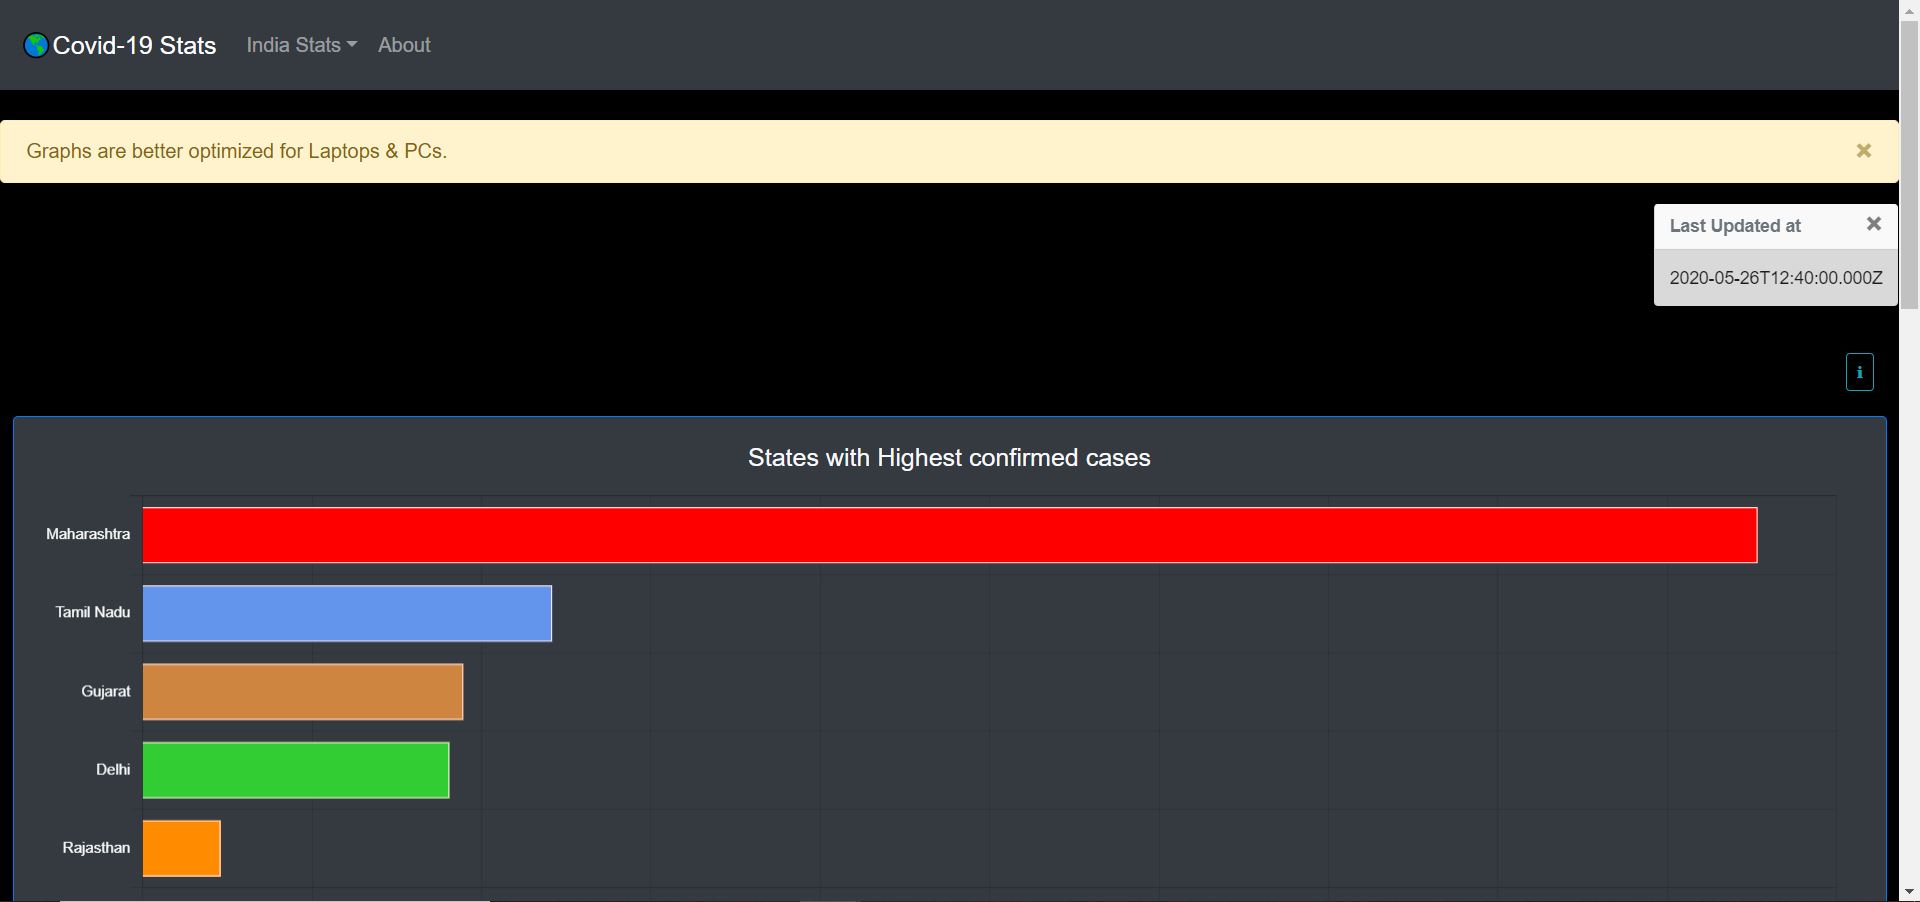 Covid-19 Stats India Stats About
Graphs are better optimized for Laptops & PCs.
Last Updated at
2020-05-26T12:40:00.000Z
i
States with Highest confirmed cases
Maharashtra
Tamil Nadu
Gujarat
Delhi
Rajasthan